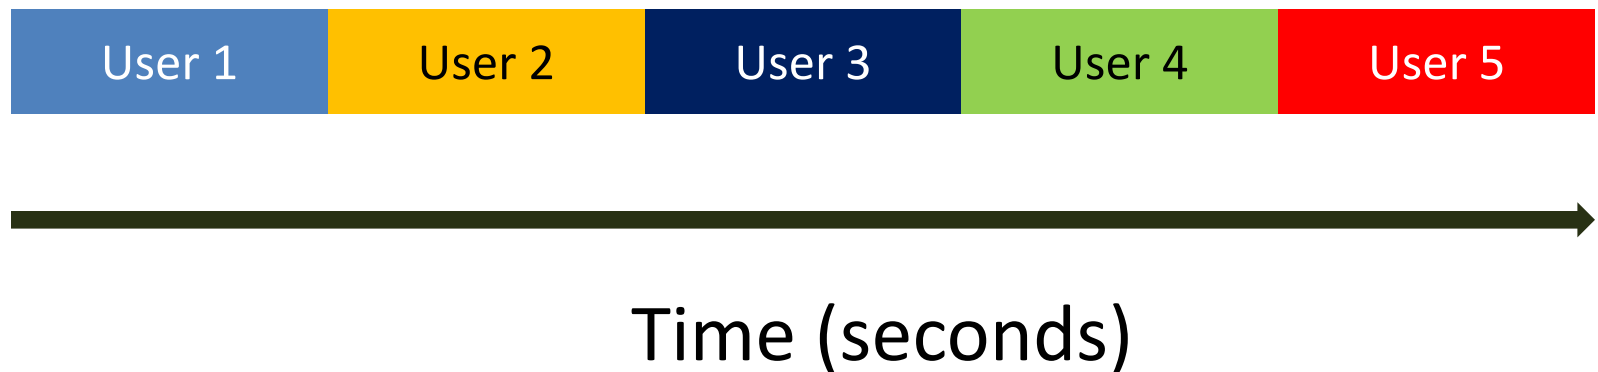 User 1 User 2 User 3 User 4 User 5
Time (seconds)